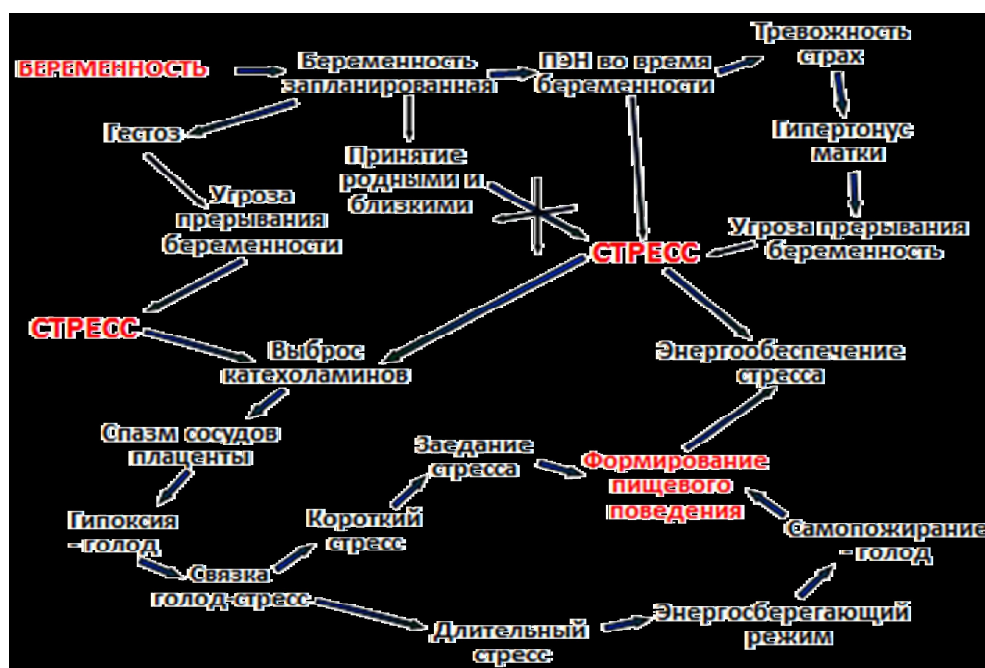 БЕРЕМЕННОСТЬ
Беременность
запланированная
ПЭН во время
беременности
Тревожность
страх
Гестоз
Принятие
родными и
близкими
Гипертонус
матки
Угроза
прерывания
беременности
СТРЕСС
Угроза прерывания
беременность
СТРЕСС
Выброс
катехоламинов
Энергообеспечение
стресса
Спазм сосудов
плаценты
Заедание
стресса
Формирование
пищевого
поведения
Гипоксия
- голод
Короткий
стресс
Самопожирание
- голод
Связка
голод-стресс
Длительный
стресс
Энергосберегающий
режим